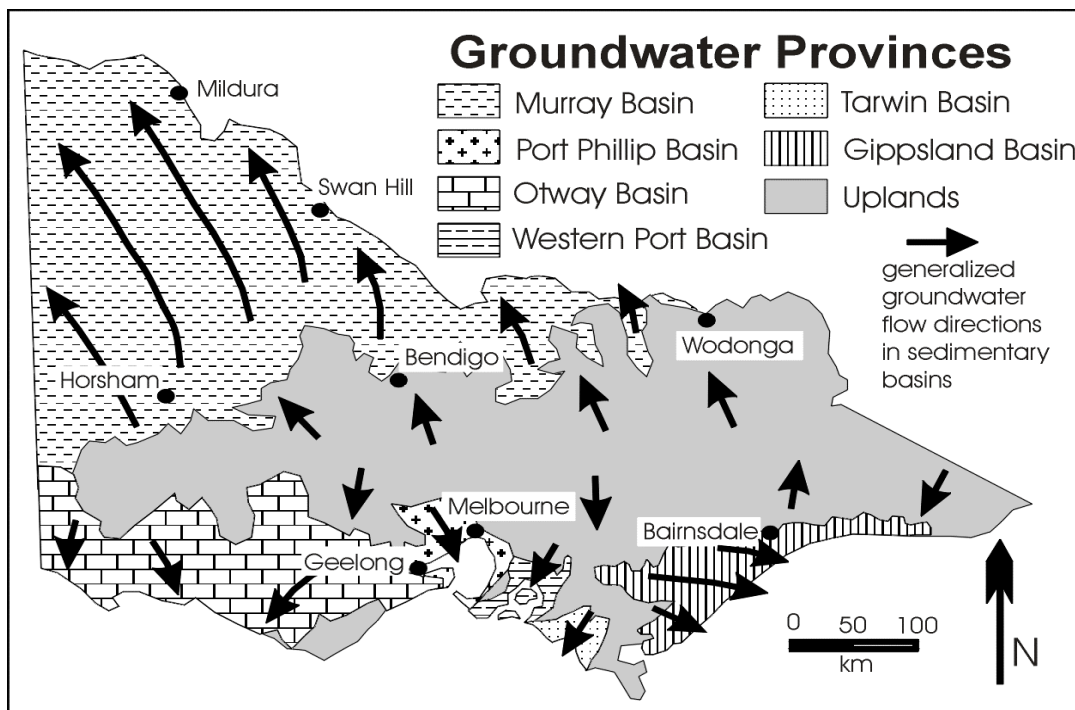 Groundwater Provinces
Murray Basin
Port Phillip Basin
Otway Basin
Western Port Basin
Tarwin Basin
Gippsland Basin
Uplands
generalized
groundwater
flow directions
in sedimentary
basins
Mildura
Swan Hill
Horsham
Bendigo
Wodonga
Melbourne
Geelong
Bairnsdale
0 50 100
km
N